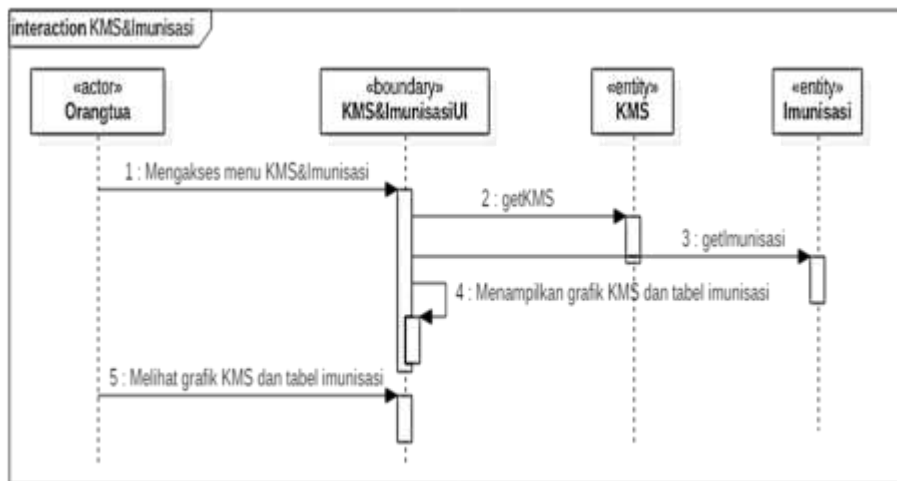 interaction KMS&Imunisasi
«actor»
Orangtua
«boundary»
KMS&ImunisasiUI
«entity»
KMS
«entity»
Imunisasi
1 : Mengakses menu KMS&Imunisasi
2 : getKMS
3 : getImunisasi
4 : Menampilkan grafik KMS dan tabel imunisasi
5 : Melihat grafik KMS dan tabel imunisasi